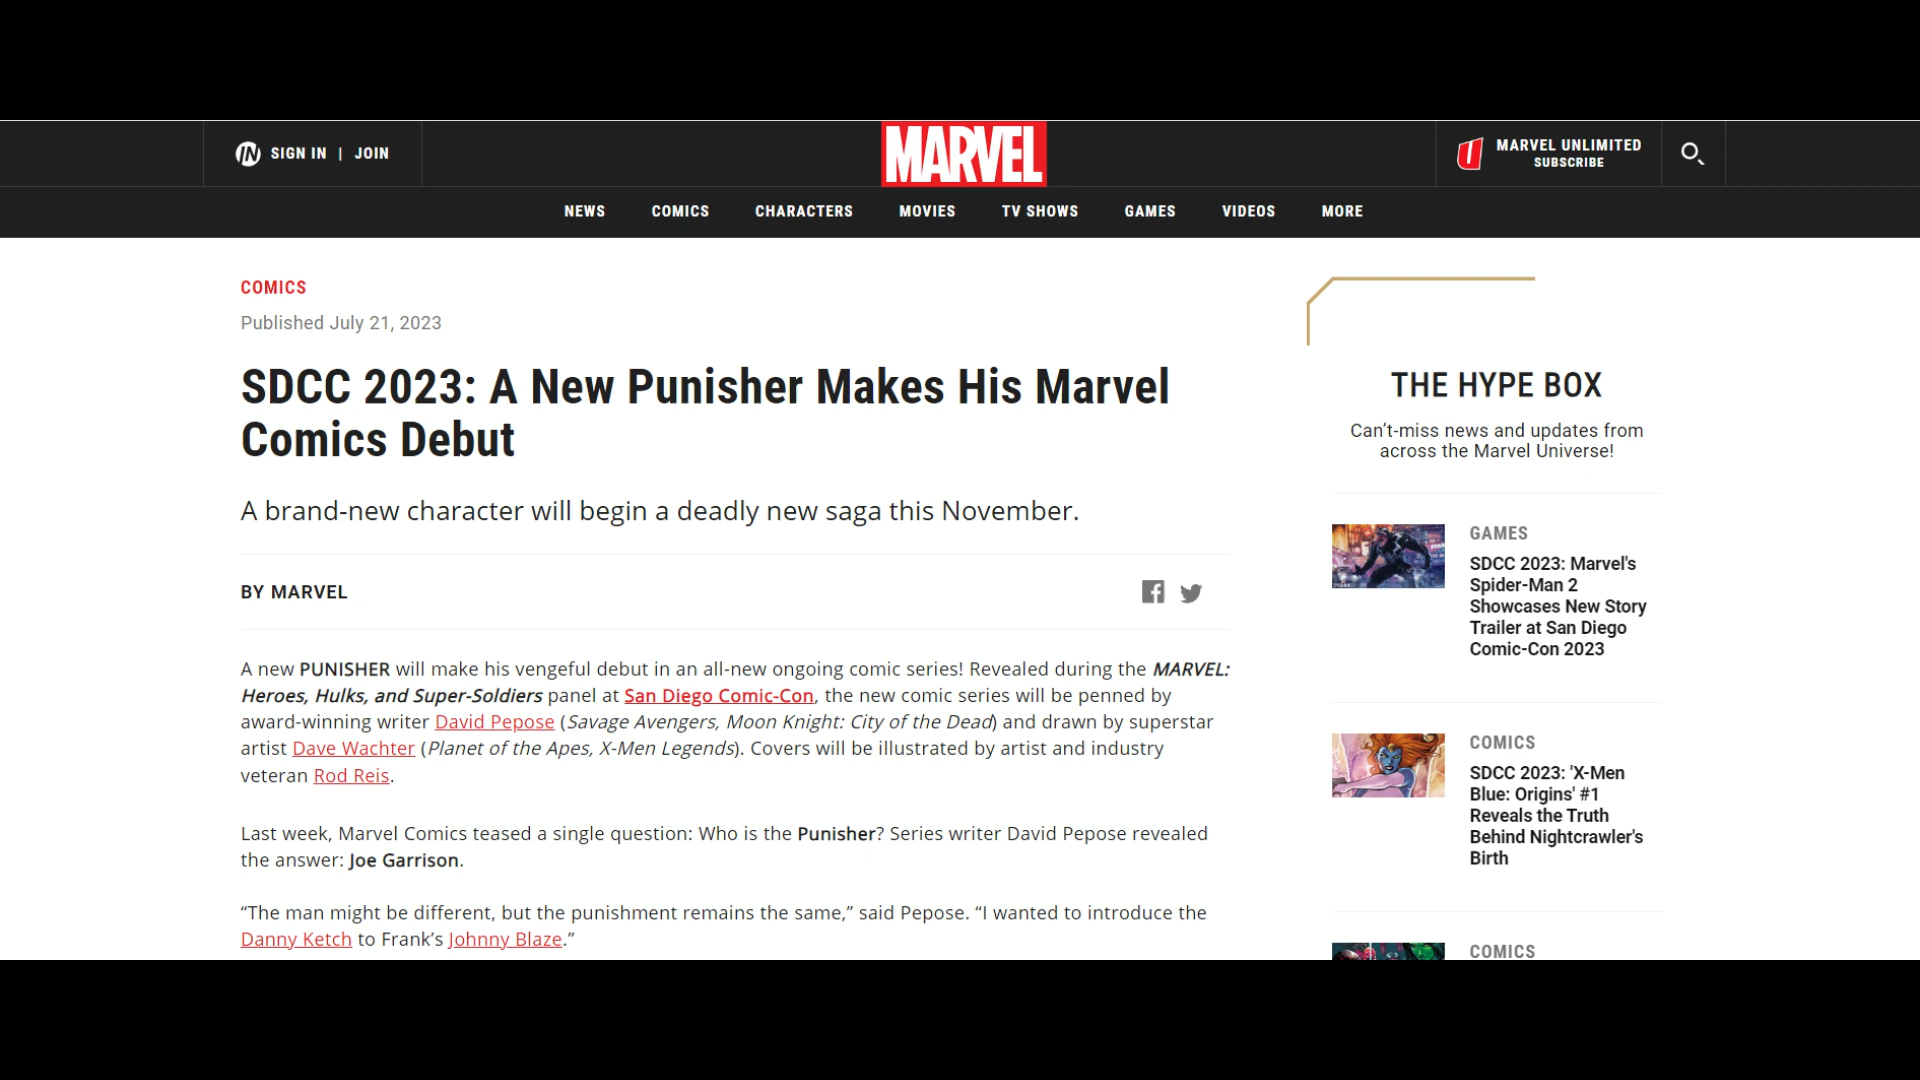 SIGN IN | JOIN
MARVEL
MARVEL UNLIMITED
SUBSCRIBE
NEWS COMICS CHARACTERS MOVIES TV SHOWS GAMES VIDEOS MORE
COMICS
Published July 21, 2023
SDCC 2023: A New Punisher Makes His Marvel
Comics Debut
A brand-new character will begin a deadly new saga this November.
BY MARVEL
A new PUNISHER will make his vengeful debut in an all-new ongoing comic series! Revealed during the MARVEL:
Heroes, Hulks, and Super-Soldiers panel at San Diego Comic-Con, the new comic series will be penned by
award-winning writer David Pepose (Savage Avengers, Moon Knight: City of the Dead) and drawn by superstar
artist Dave Wachter (Planet of the Apes, X-Men Legends). Covers will be illustrated by artist and industry
veteran Rod Reis.
Last week, Marvel Comics teased a single question: Who is the Punisher? Series writer David Pepose revealed
the answer: Joe Garrison.
“The man might be different, but the punishment remains the same,” said Pepose. “I wanted to introduce the
Danny Ketch to Frank’s Johnny Blaze.”
THE HYPE BOX
Can’t-miss news and updates from
across the Marvel Universe!
GAMES
SDCC 2023: Marvel's
Spider-Man 2
Showcases New Story
Trailer at San Diego
Comic-Con 2023
COMICS
SDCC 2023: 'X-Men
Blue: Origins' #1
Reveals the Truth
Behind Nightcrawler's
Birth
COMICS